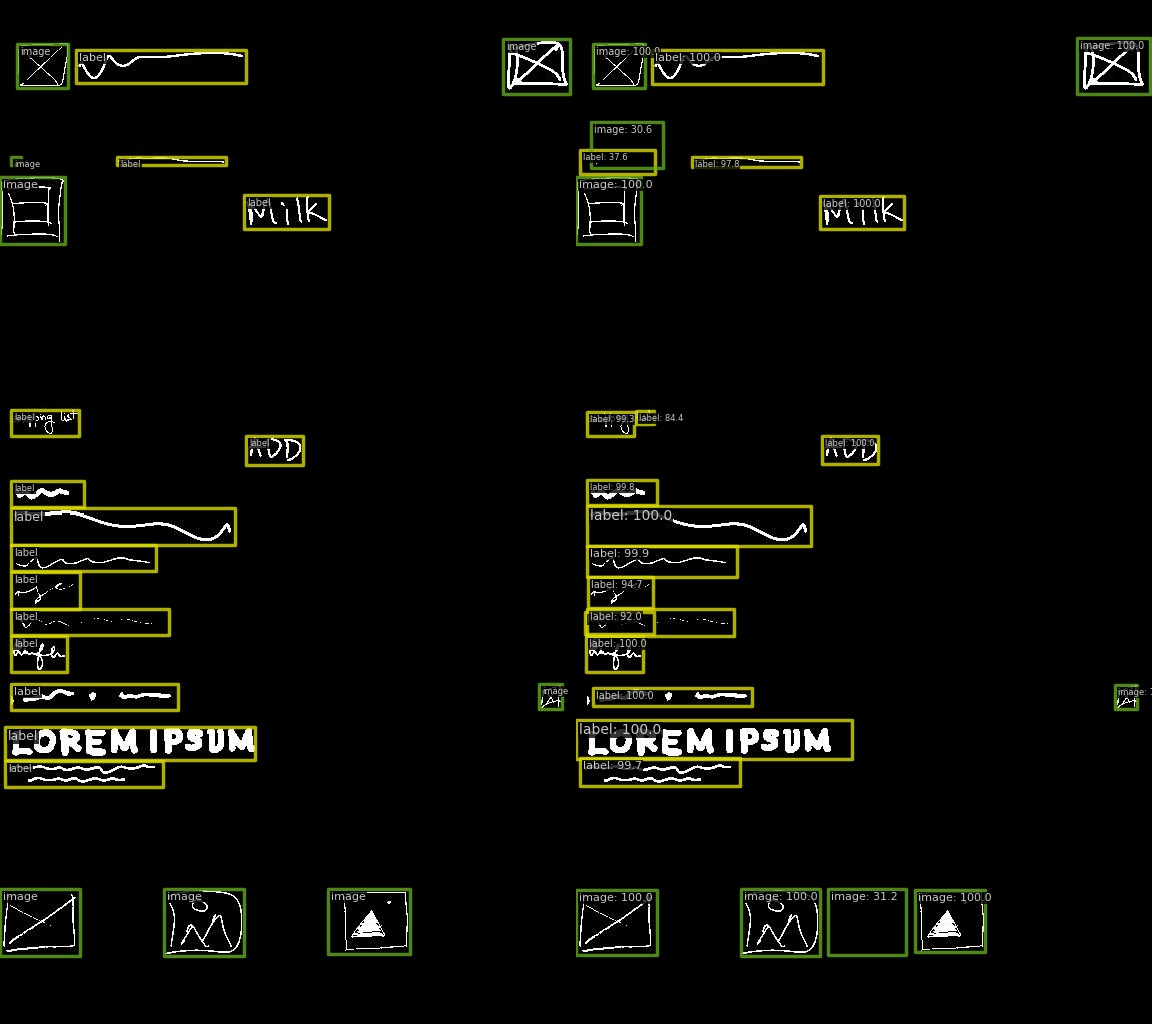 image label image image: 100.0 label: 100.0 image: 100.0
image: 30.6
image label label: 37.6 label: 97.8
image image: 100.0
label label: 100.0
Milk Milk
label label: 99.3 label: 84.4
list
label label: 100.0
label label: 99.8
label label: 100.0
label label: 99.9
label label: 94.7
label label: 92.0
label label: 100.0
label image label: 100.0 image:
label label: 100.0
LOREM IPSUM LOREM IPSUM
label label: 99.7
image image image image: 100.0 image: 100.0 image: 31.2 image: 100.0